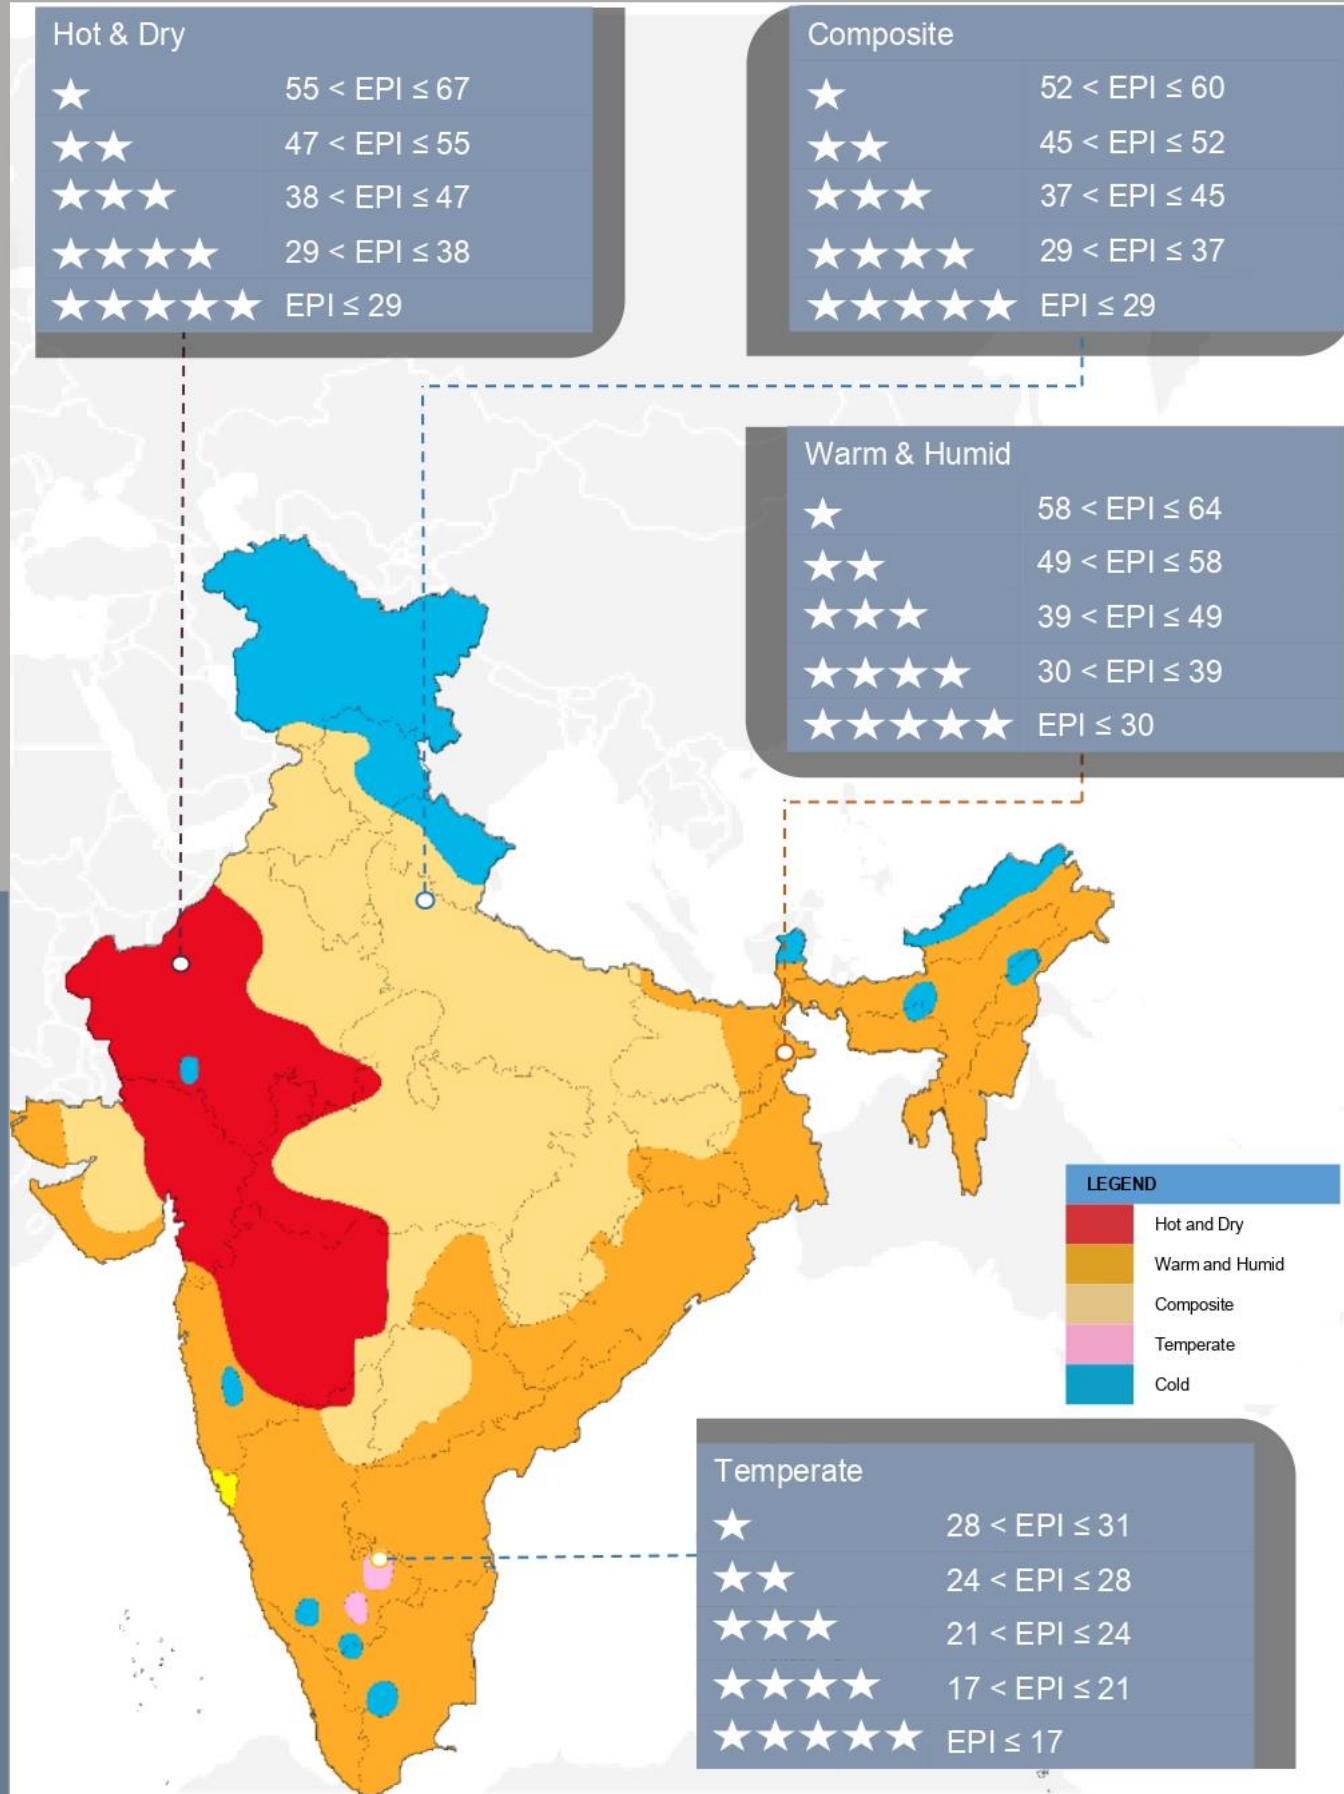 Hot & Dry
★ 55 < EPI ≤ 67
★★ 47 < EPI ≤ 55
★★★ 38 < EPI ≤ 47
★★★★ 29 < EPI ≤ 38
★★★★★ EPI ≤ 29
Composite
★ 52 < EPI ≤ 60
★★ 45 < EPI ≤ 52
★★★ 37 < EPI ≤ 45
★★★★ 29 < EPI ≤ 37
★★★★★ EPI ≤ 29
Warm & Humid
★ 58 < EPI ≤ 64
★★ 49 < EPI ≤ 58
★★★ 39 < EPI ≤ 49
★★★★ 30 < EPI ≤ 39
★★★★★ EPI ≤ 30
LEGEND
Hot and Dry
Warm and Humid
Composite
Temperate
Cold
Temperate
★ 28 < EPI ≤ 31
★★ 24 < EPI ≤ 28
★★★ 21 < EPI ≤ 24
★★★★ 17 < EPI ≤ 21
★★★★★ EPI ≤ 17